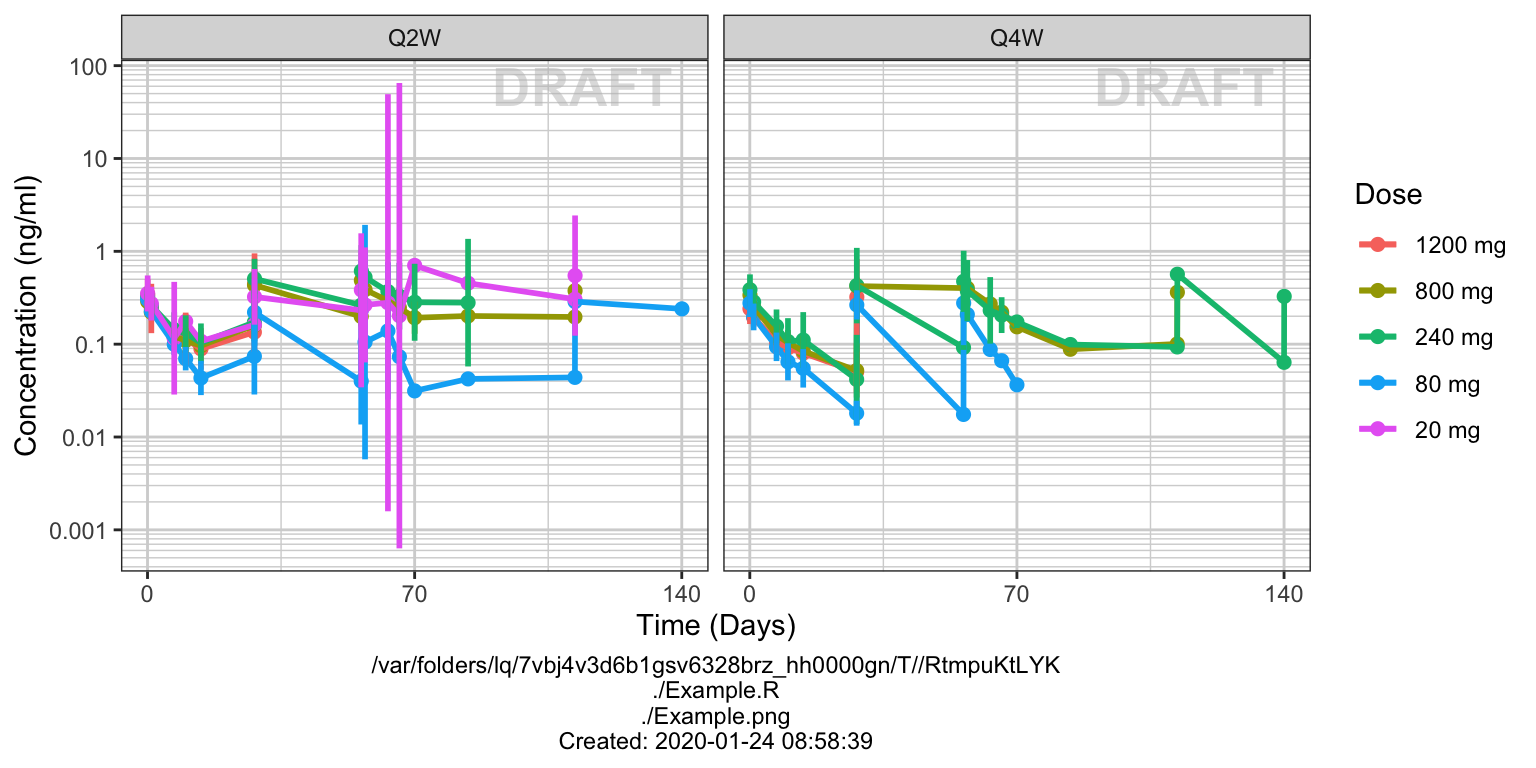 Q2W
Q4W
DRAFT
DRAFT
Concentration (ng/ml)
100
10
1
0.1
0.01
0.001
0
70
140
0
70
140
Time (Days)
Dose
1200 mg
800 mg
240 mg
80 mg
20 mg
/var/folders/lq/7vbj4v3d6b1gsv6328brz_hh0000gn/T//RtmpuKtLYK
./Example.R
./Example.png
Created: 2020-01-24 08:58:39